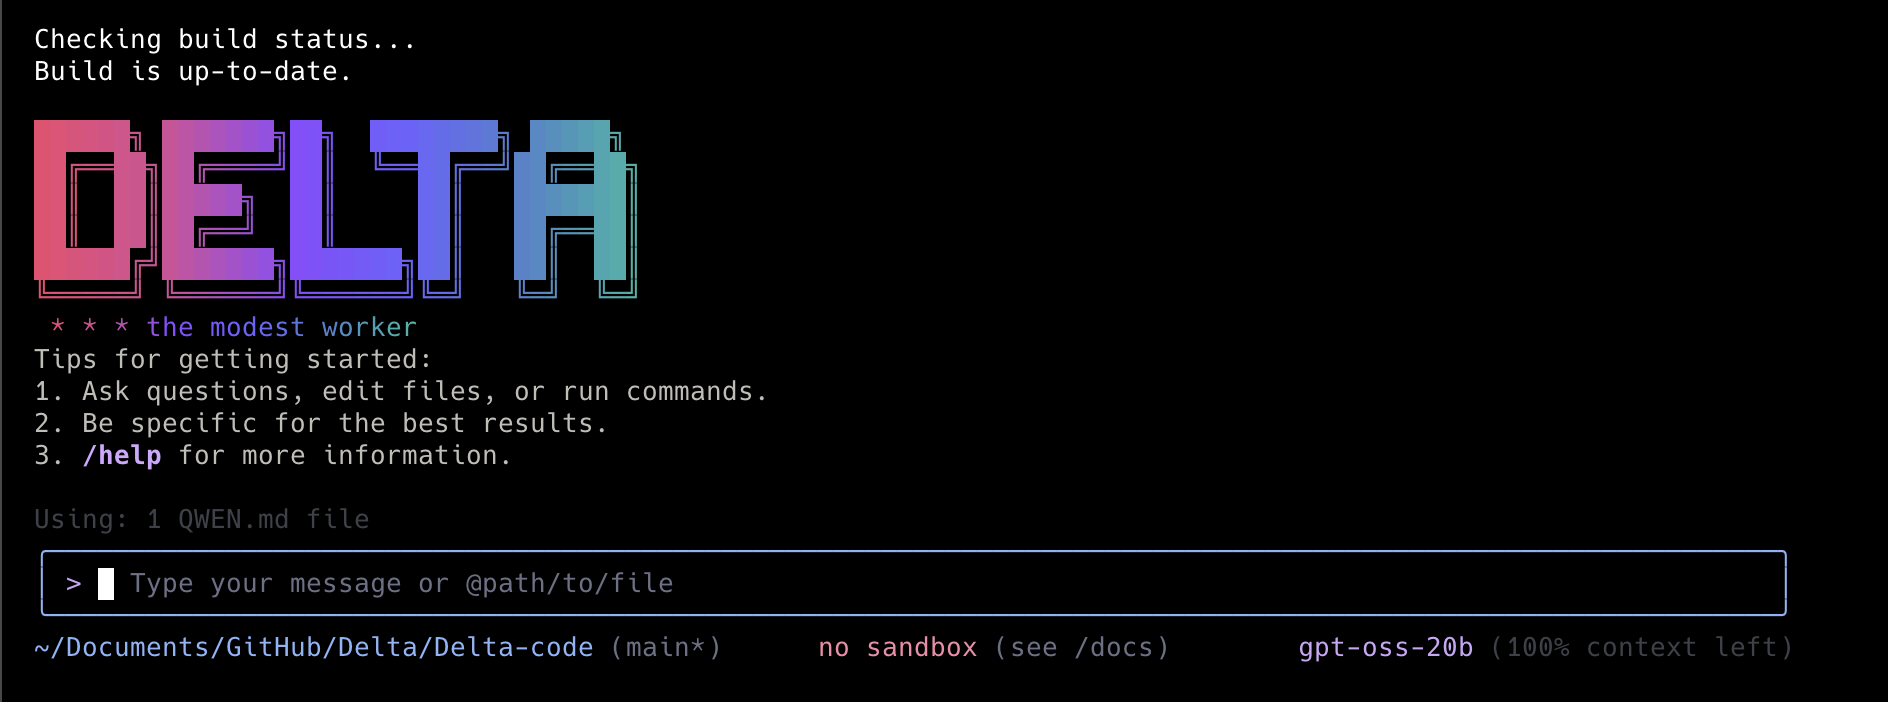 Checking build status...
Build is up-to-date.
DELTA
* * * the modest worker
Tips for getting started:
1. Ask questions, edit files, or run commands.
2. Be specific for the best results.
3. /help for more information.
Using: 1 QWEN.md file
> Type your message or @path/to/file
~/Documents/GitHub/Delta/Delta-code (main*) no sandbox (see /docs) gpt-oss-20b (100% context left)